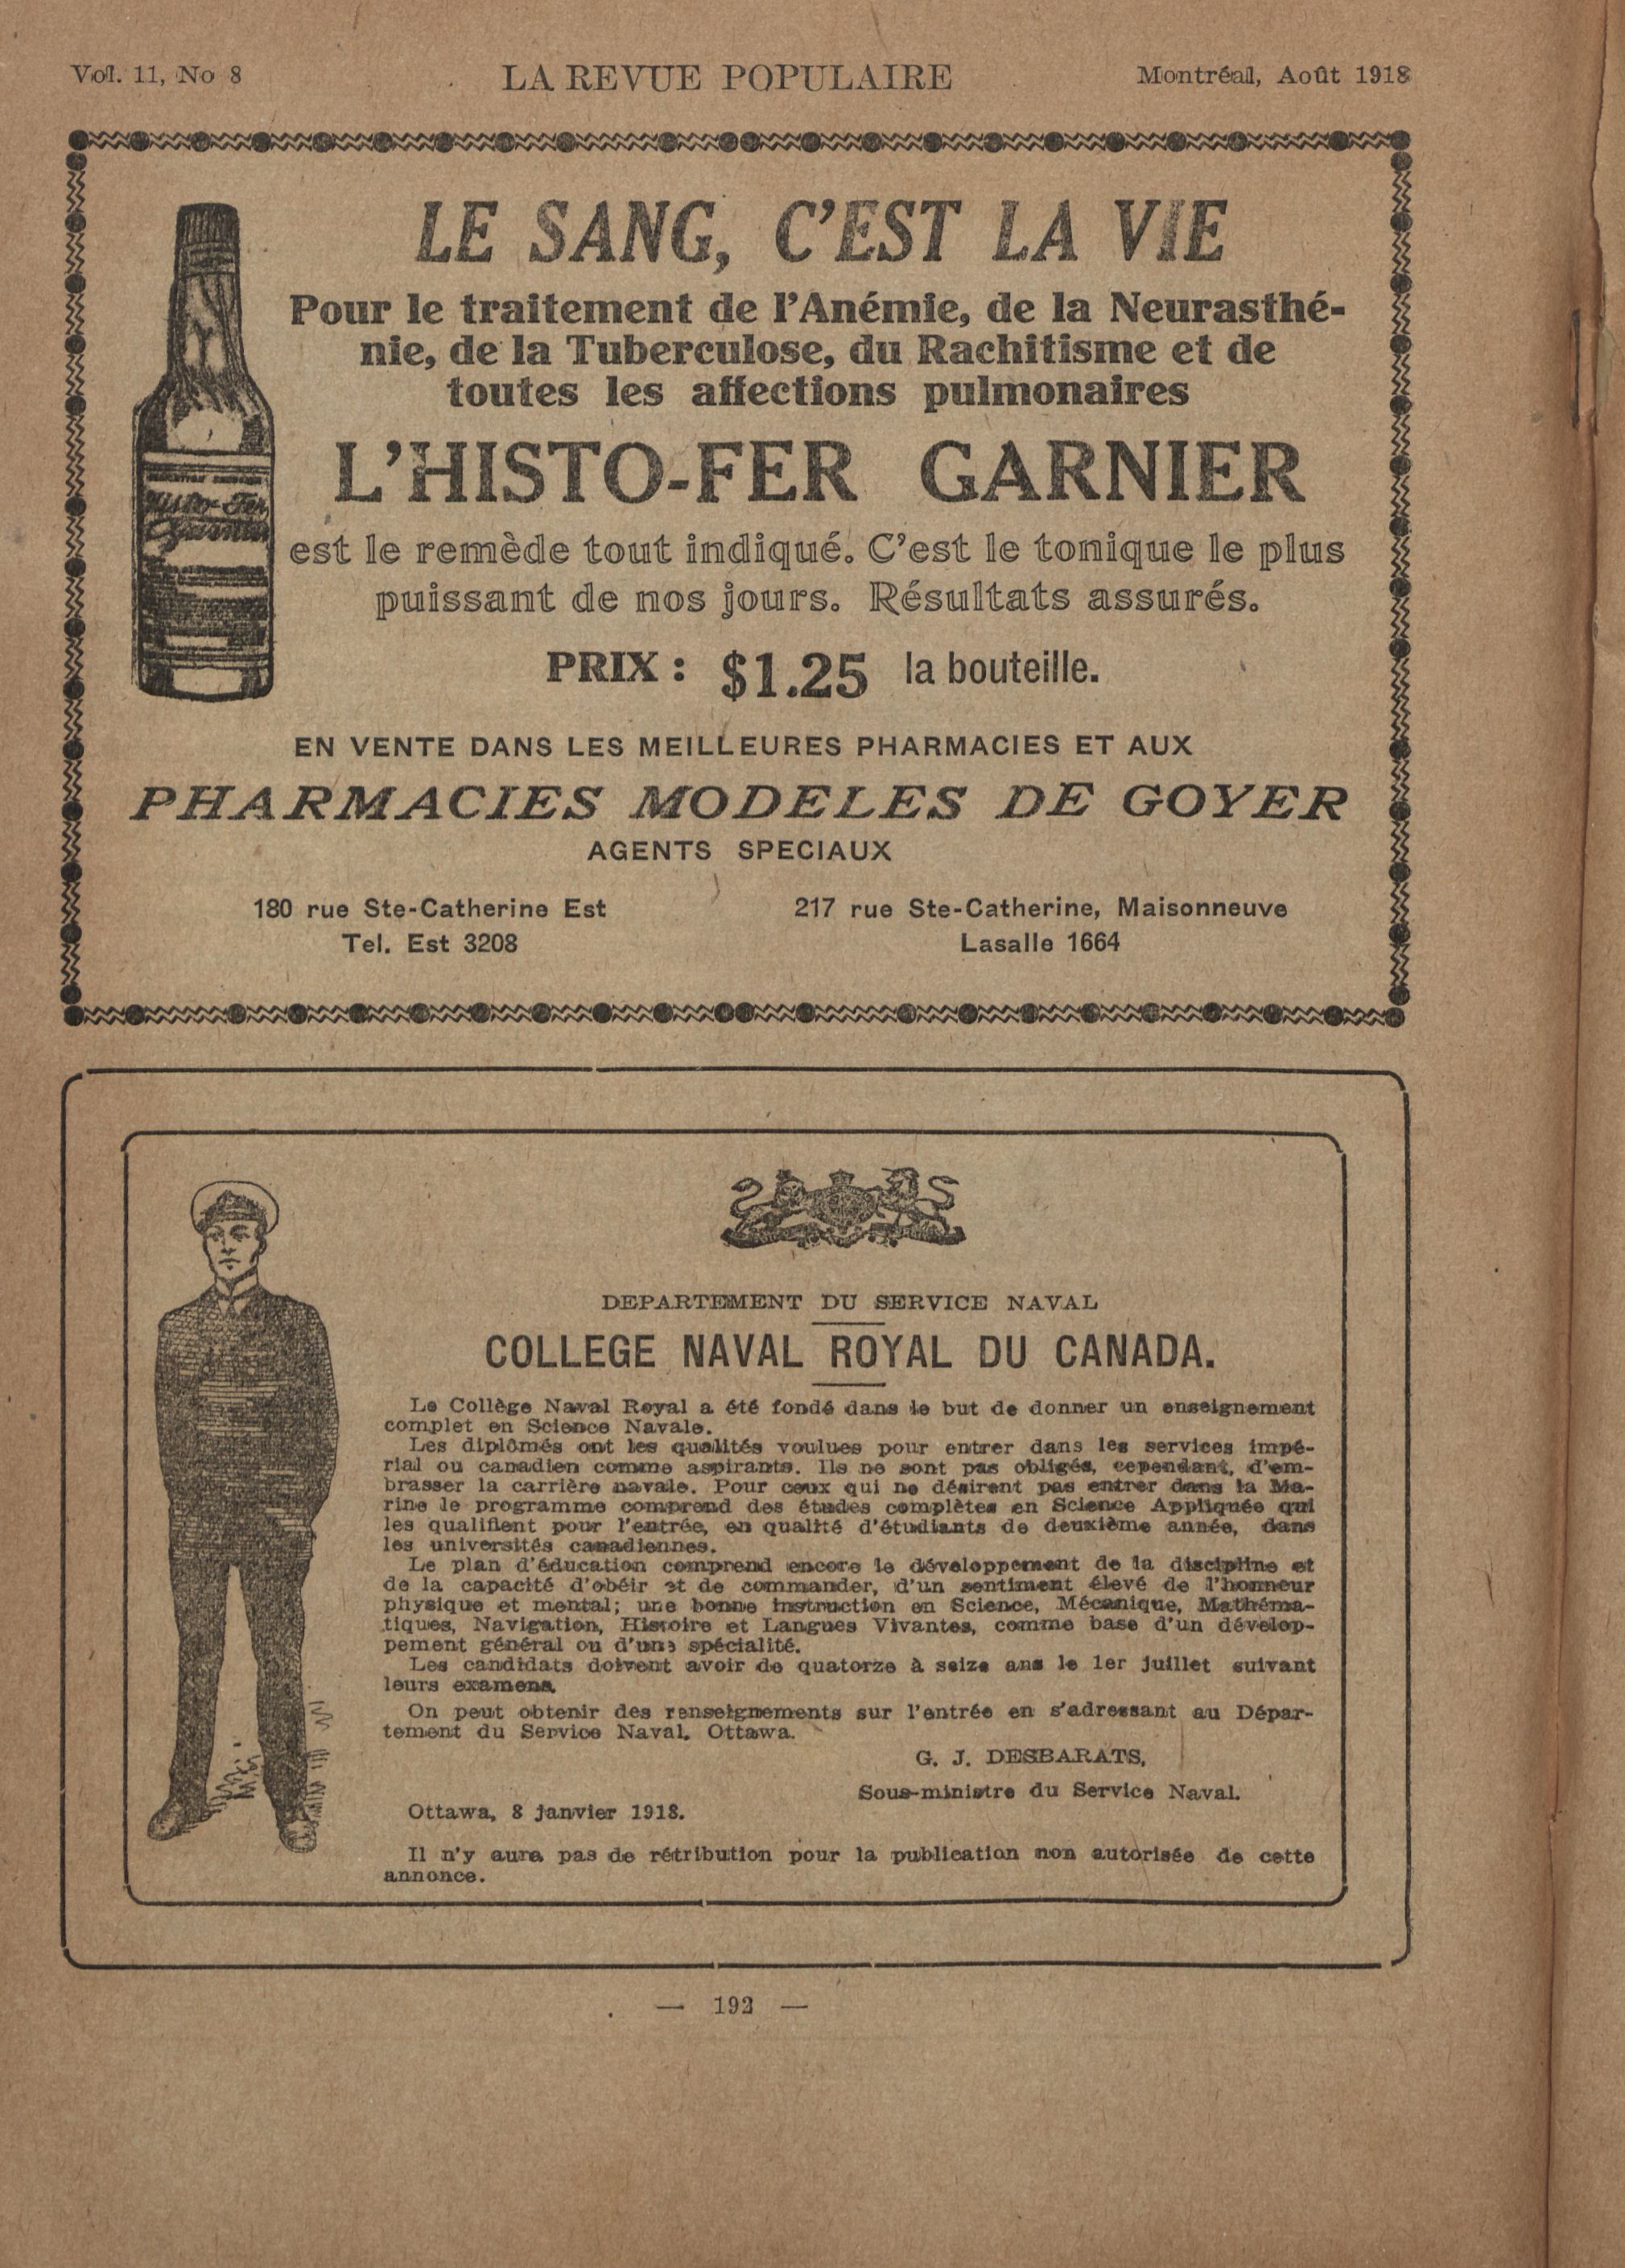 Vol. 11, No 8 LA REVUE POPULAIRE Montréal, Août 1918
LE SANG, C'EST LA VIE
Pour le traitement de l'Anémie, de la Neurasthé-
nie, de la Tuberculose, du Rachitisme et de
toutes les affections pulmonaires
L'HISTO-FER GARNIER
Histo-Fer
Garnier
est le remède tout indiqué. C'est le tonique le plus
puissant de nos jours. Résultats assurés.
PRIX : $1.25 la bouteille.
EN VENTE DANS LES MEILLEURES PHARMACIES ET AUX
PHARMACIES MODELES DE GOYER
AGENTS SPECIAUX
180 rue Ste-Catherine Est 217 rue Ste-Catherine, Maisonneuve
Tel. Est 3208 Lasalle 1664
DEPARTEMENT DU SERVICE NAVAL
COLLEGE NAVAL ROYAL DU CANADA.
Le Collège Naval Royal a été fondé dans le but de donner un enseignement
complet en Science Navale.
Les diplômés ont les qualités voulues pour entrer dans les services impé-
rial ou canadien comme aspirants. Ils ne sont pas obligés, cependant, d'em-
brasser la carrière navale. Pour ceux qui ne désirent pas entrer dans la Ma-
rine le programme comprend des études complètes en Science Appliquée qui
les qualifient pour l'entrée, en qualité d'étudiants de deuxième année, dans
les universités canadiennes.
Le plan d'éducation comprend encore le développement de la discipline et
de la capacité d'obéir et de commander, d'un sentiment élevé de l'honneur
physique et mental; une bonne instruction en Science, Mécanique, Mathéma-
tiques, Navigation, Histoire et Langues Vivantes, comme base d'un dévelop-
pement général ou d'une spécialité.
Les candidats doivent avoir de quatorze à seize ans le 1er juillet suivant
leurs examens.
On peut obtenir des renseignements sur l'entrée en s'adressant au Dépar-
tement du Service Naval, Ottawa.
G. J. DESBARATS,
Sous-ministre du Service Naval.
Ottawa, 8 janvier 1918.
Il n'y aura pas de rétribution pour la publication non autorisée de cette
annonce.
— 192 —